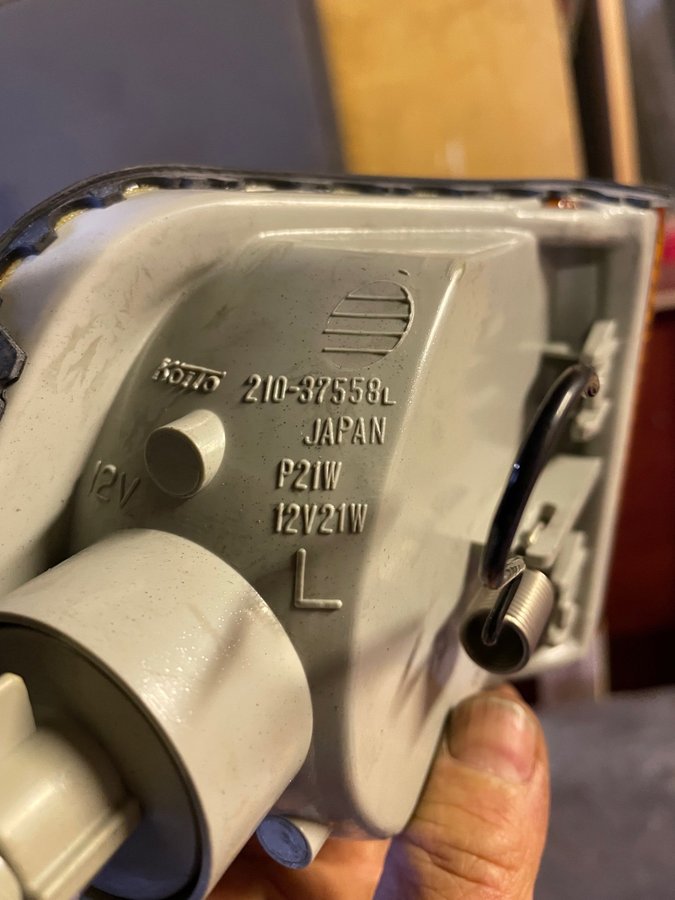 KOITO 210-37558L
JAPAN
P21W
12V
12V21W
L